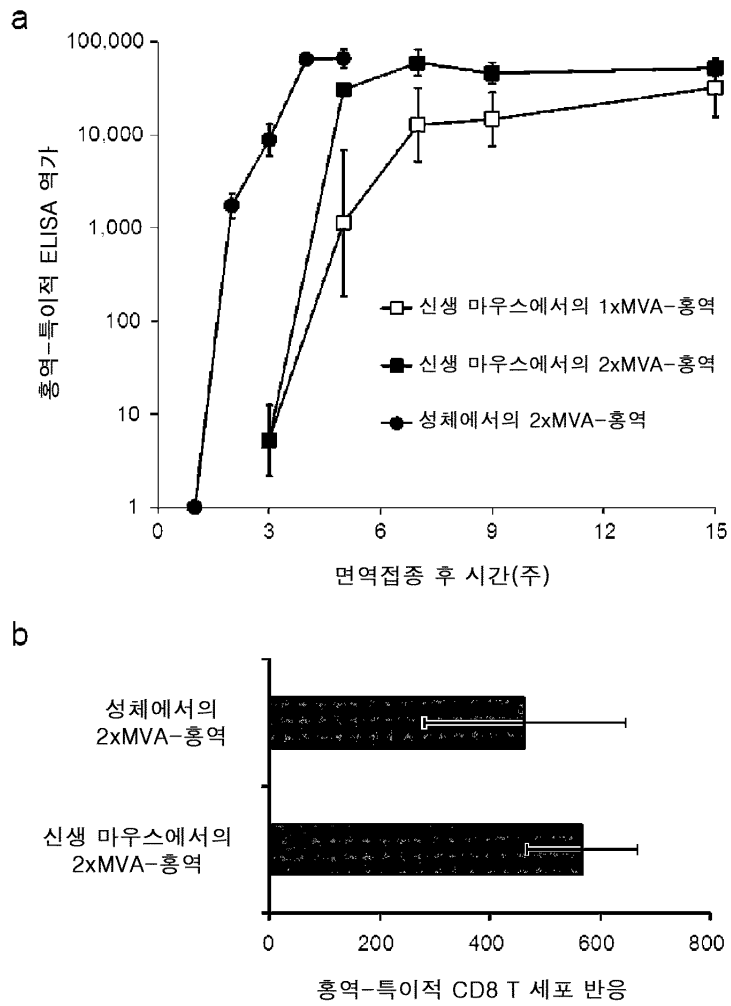 a
100,000
10,000
1,000
100
10
1
홍역-특이적 ELISA 역가
신생 마우스에서의 1xMVA-홍역
신생 마우스에서의 2xMVA-홍역
성체에서의 2xMVA-홍역
0 3 6 9 12 15
면역접종 후 시간(주)
b
성체에서의
2xMVA-홍역
신생 마우스에서의
2xMVA-홍역
0 200 400 600 800
홍역-특이적 CD8 T 세포 반응